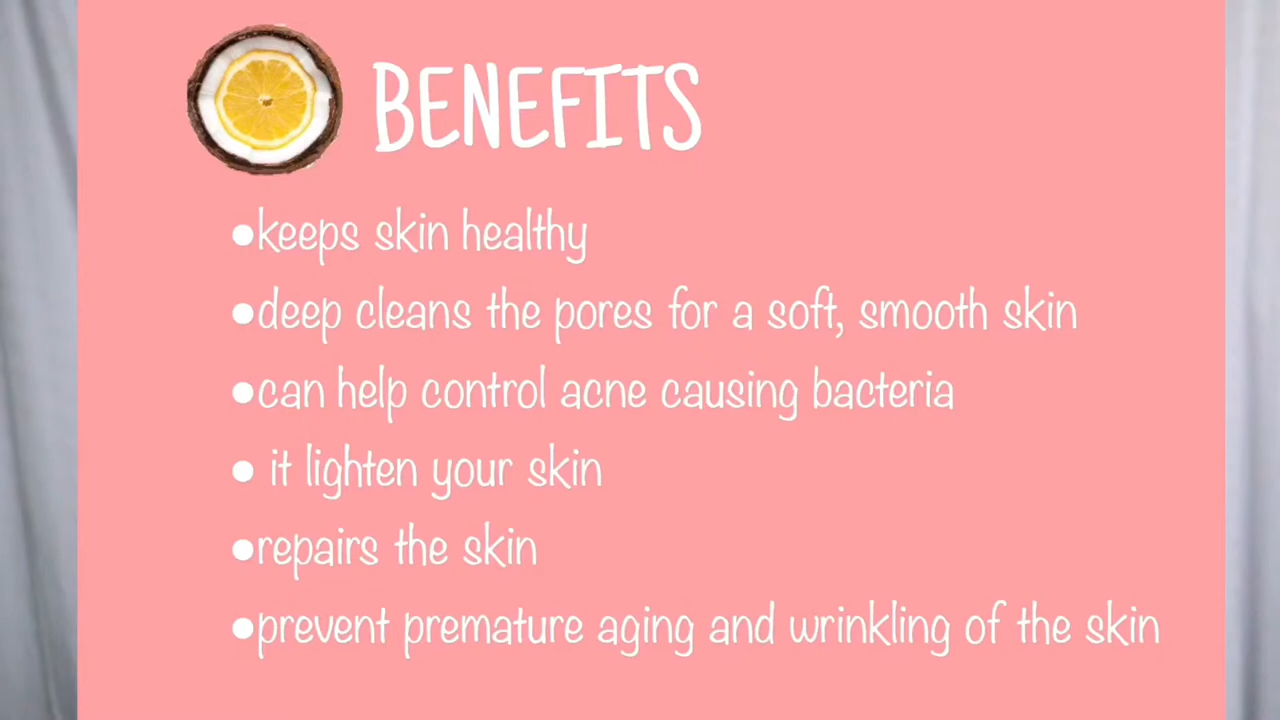 BENEFITS
●keeps skin healthy
●deep cleans the pores for a soft, smooth skin
●can help control acne causing bacteria
● it lighten your skin
●repairs the skin
●prevent premature aging and wrinkling of the skin